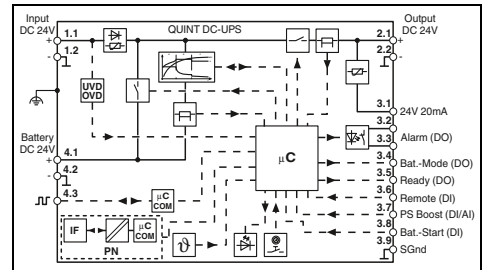 Input
DC 24V
QUINT DC-UPS
Output
DC 24V
+ 1.1
- 1.2
2.1 +
2.2 -
UVD
OVD
3.1 24V 20mA
3.2
3.3 Alarm (DO)
µC
3.4 Bat.-Mode (DO)
3.5 Ready (DO)
3.6 Remote (DI)
3.7 PS Boost (DI/AI)
3.8 Bat.-Start (DI)
3.9 SGnd
Battery
DC 24V
+ 4.1
- 4.2
4.3
µC
COM
IF
µC
COM
PN
ϑ